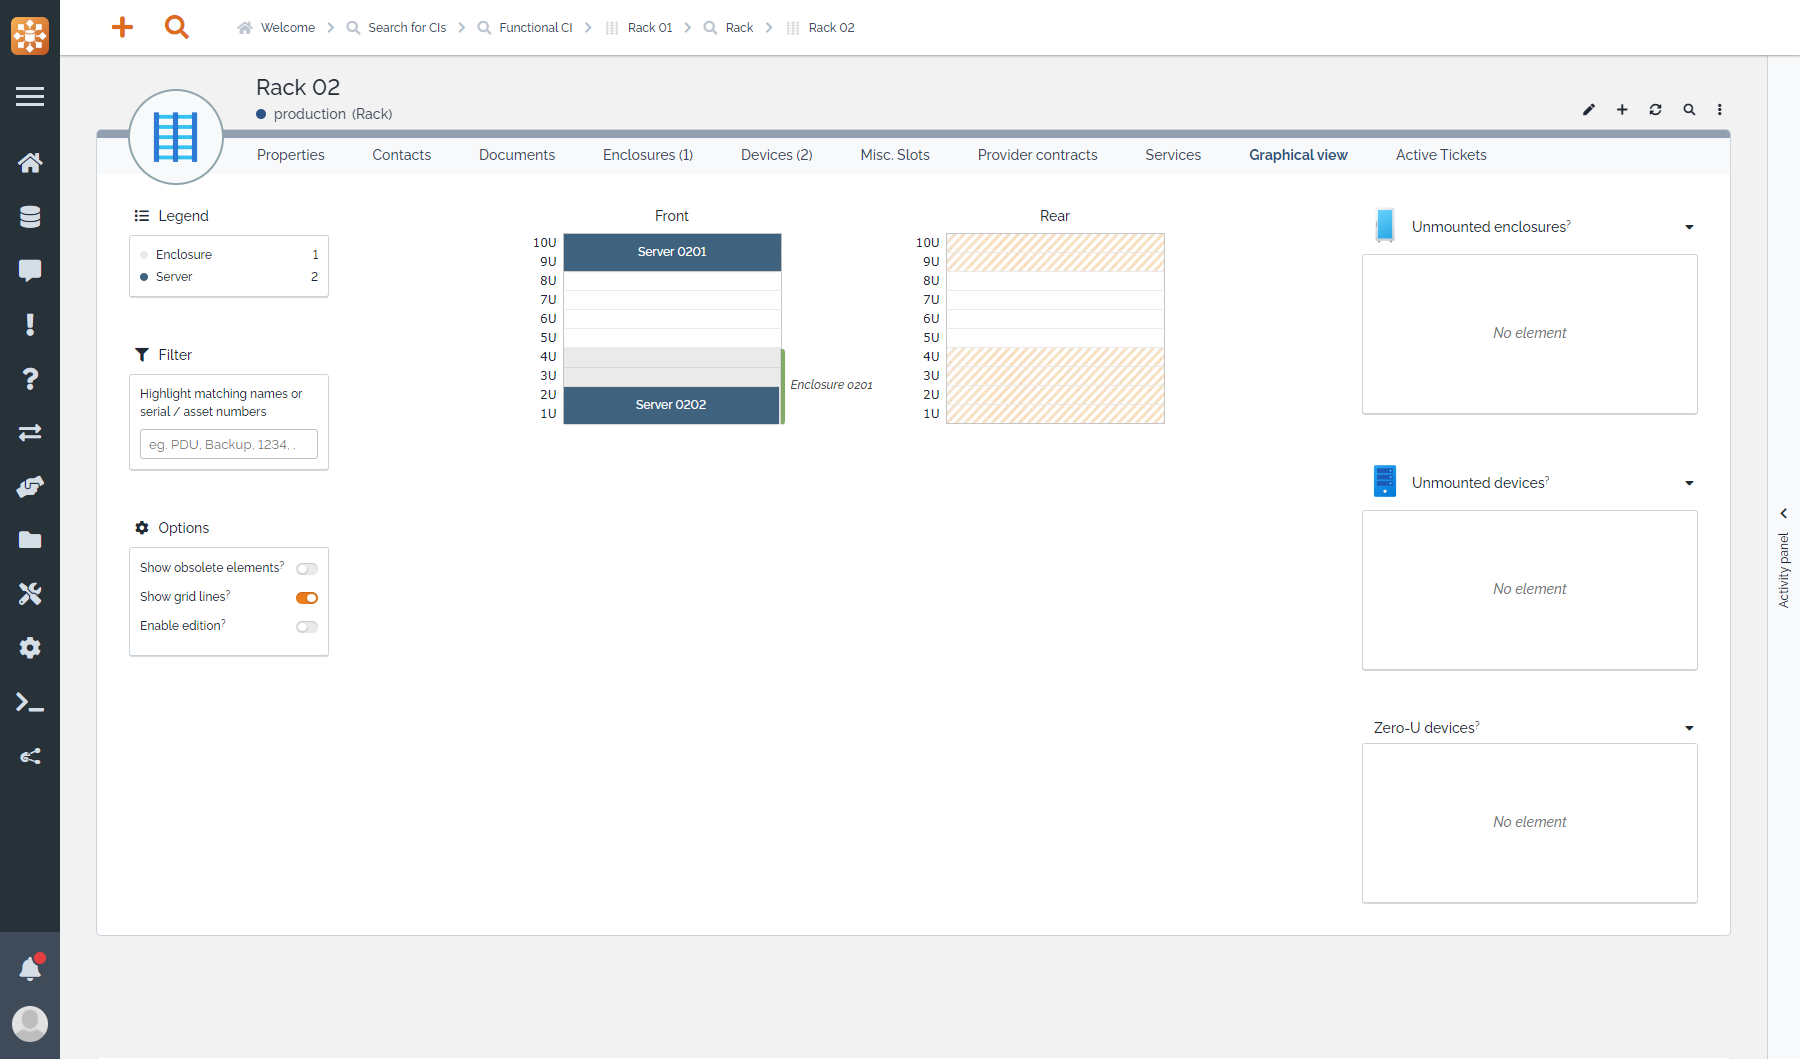 Welcome
Search for CIs
Functional CI
Rack 01
Rack
Rack 02
Rack 02
production (Rack)
Properties
Contacts
Documents
Enclosures (1)
Devices (2)
Misc. Slots
Provider contracts
Services
Graphical view
Active Tickets
Legend
Enclosure 1
Server 2
Filter
Highlight matching names or
serial / asset numbers
eg. PDU, Backup, 1234, .
Options
Show obsolete elements?
Show grid lines?
Enable edition?
Front
10U
9U
8U
7U
6U
5U
4U
3U
2U
1U
Server 0201
Server 0202
Enclosure 0201
Rear
10U
9U
8U
7U
6U
5U
4U
3U
2U
1U
Unmounted enclosures?
No element
Unmounted devices?
No element
Zero-U devices?
No element
Activity panel